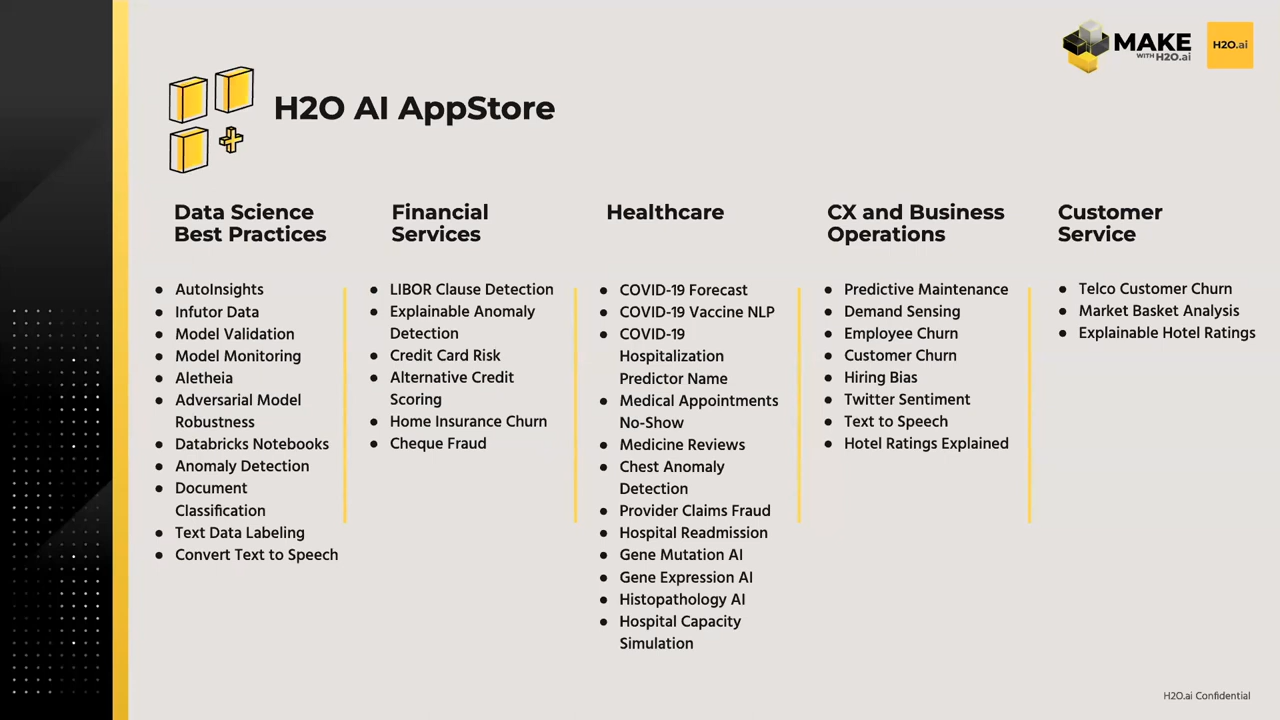 MAKE
WITH H2O.ai
H2O.ai
H2O AI AppStore
Data Science
Best Practices
● AutoInsights
● Infutor Data
● Model Validation
● Model Monitoring
● Aletheia
● Adversarial Model
Robustness
● Databricks Notebooks
● Anomaly Detection
● Document
Classification
● Text Data Labeling
● Convert Text to Speech
Financial
Services
● LIBOR Clause Detection
● Explainable Anomaly
Detection
● Credit Card Risk
● Alternative Credit
Scoring
● Home Insurance Churn
● Cheque Fraud
Healthcare
● COVID-19 Forecast
● COVID-19 Vaccine NLP
● COVID-19
Hospitalization
Predictor Name
● Medical Appointments
No-Show
● Medicine Reviews
● Chest Anomaly
Detection
● Provider Claims Fraud
● Hospital Readmission
● Gene Mutation AI
● Gene Expression AI
● Histopathology AI
● Hospital Capacity
Simulation
CX and Business
Operations
● Predictive Maintenance
● Demand Sensing
● Employee Churn
● Customer Churn
● Hiring Bias
● Twitter Sentiment
● Text to Speech
● Hotel Ratings Explained
Customer
Service
● Telco Customer Churn
● Market Basket Analysis
● Explainable Hotel Ratings
H2O.ai Confidential